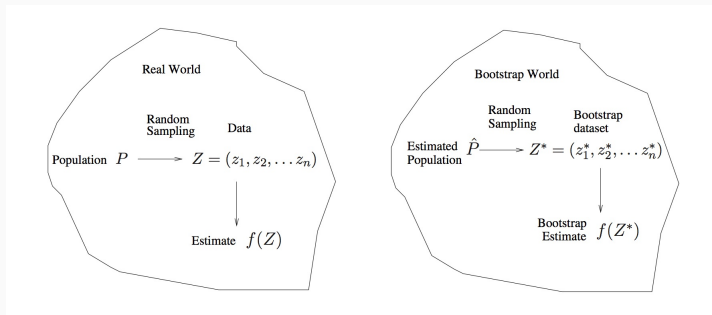 Real World
Random
Sampling
Data
Population P Z = (z₁, z₂, . . . zₙ)
Estimate f(Z)
Bootstrap World
Random
Sampling
Bootstrap
dataset
Estimated
Population P̂ Z* = (z₁*, z₂*, . . . zₙ*)
Bootstrap
Estimate f(Z*)